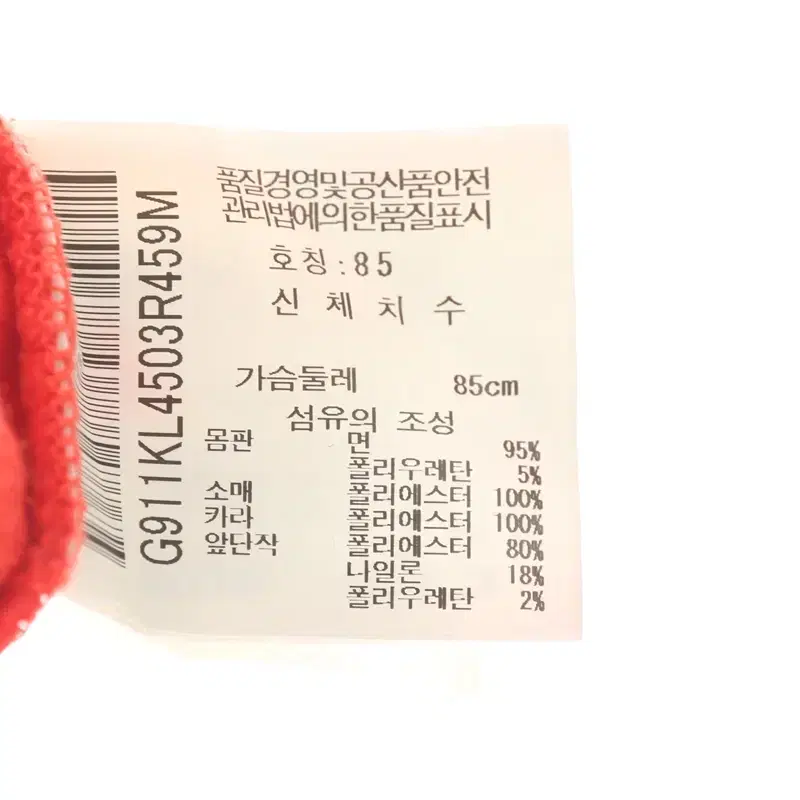 G911KL4503R459M
품질경영및공산품안전
관리법에의한품질표시
호칭:85
신체치수
가슴둘레 85cm
섬유의 조성
몸판 면 95%
폴리우레탄 5%
소매 폴리에스터 100%
카라 폴리에스터 100%
앞단작 폴리에스터 80%
나일론 18%
폴리우레탄 2%